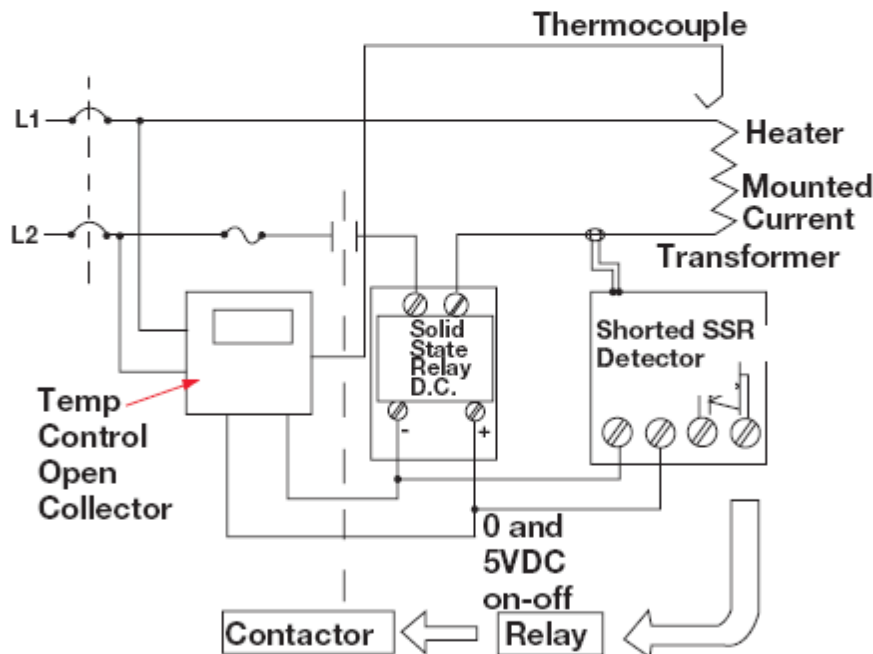 Thermocouple
L1
Heater
Mounted
Current
Transformer
L2
Solid
State
Relay
D.C.
- +
Shorted SSR
Detector
Temp
Control
Open
Collector
0 and
5VDC
on-off
Contactor
Relay